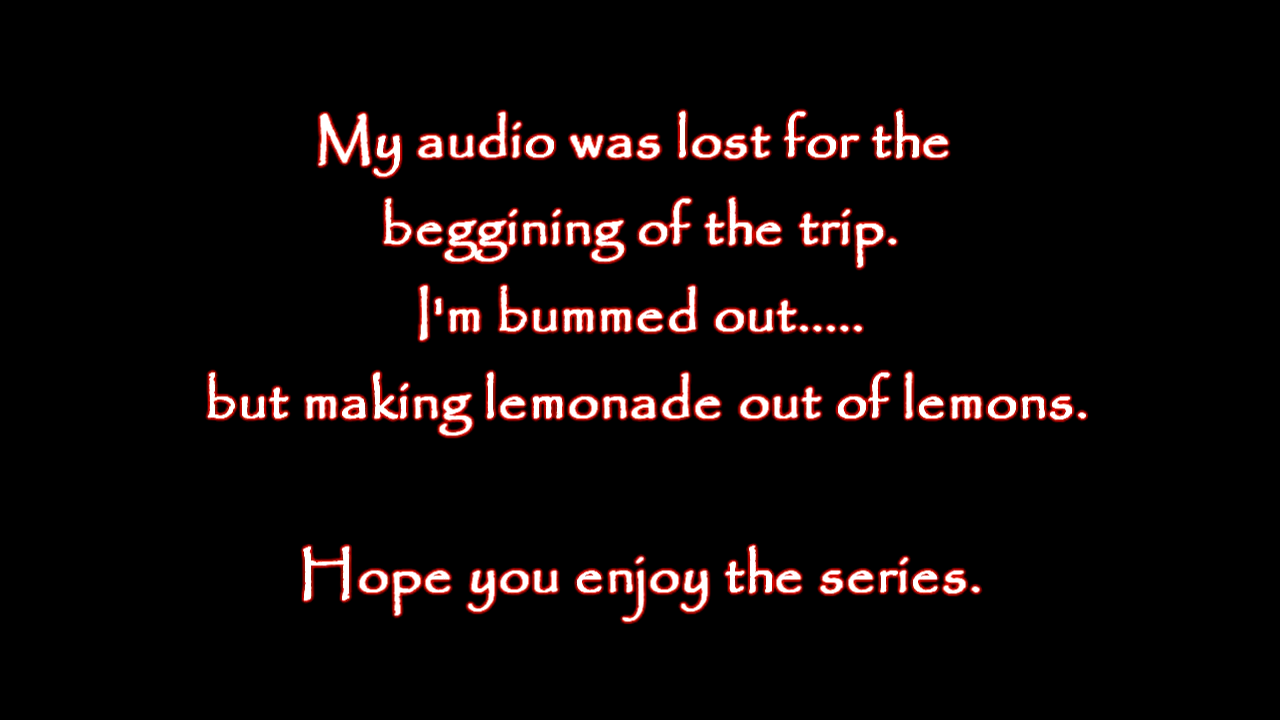 My audio was lost for the
beggining of the trip.
I'm bummed out.....
but making lemonade out of lemons.
Hope you enjoy the series.